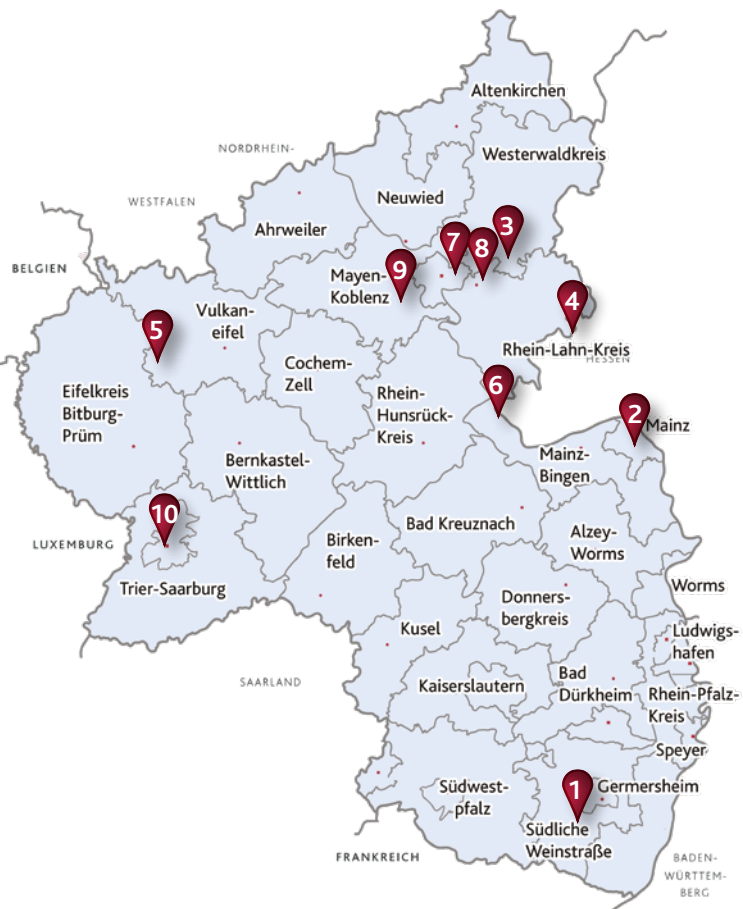 Altenkirchen
NORDRHEIN-
Westerwaldkreis
WESTFALEN
Neuwied
Ahrweiler
3
7
8
BELGIEN
9
Mayen-
Koblenz
4
Vulkan-
eifel
5
Rhein-Lahn-Kreis
HESSEN
Cochem-
Zell
6
Eifelkreis
Bitburg-
Prüm
Rhein-
Hunsrück-
Kreis
2
Mainz
Mainz-
Bingen
Bernkastel-
Wittlich
10
Bad Kreuznach
Alzey-
Worms
LUXEMBURG
Birken-
feld
Trier-Saarburg
Worms
Donners-
bergkreis
Kusel
Ludwigs-
hafen
SAARLAND
Kaiserslautern
Bad
Dürkheim
Rhein-Pfalz-
Kreis
Speyer
1
Germersheim
Südwest-
pfalz
Südliche
Weinstraße
FRANKREICH
BADEN-
WÜRTTEM-
BERG